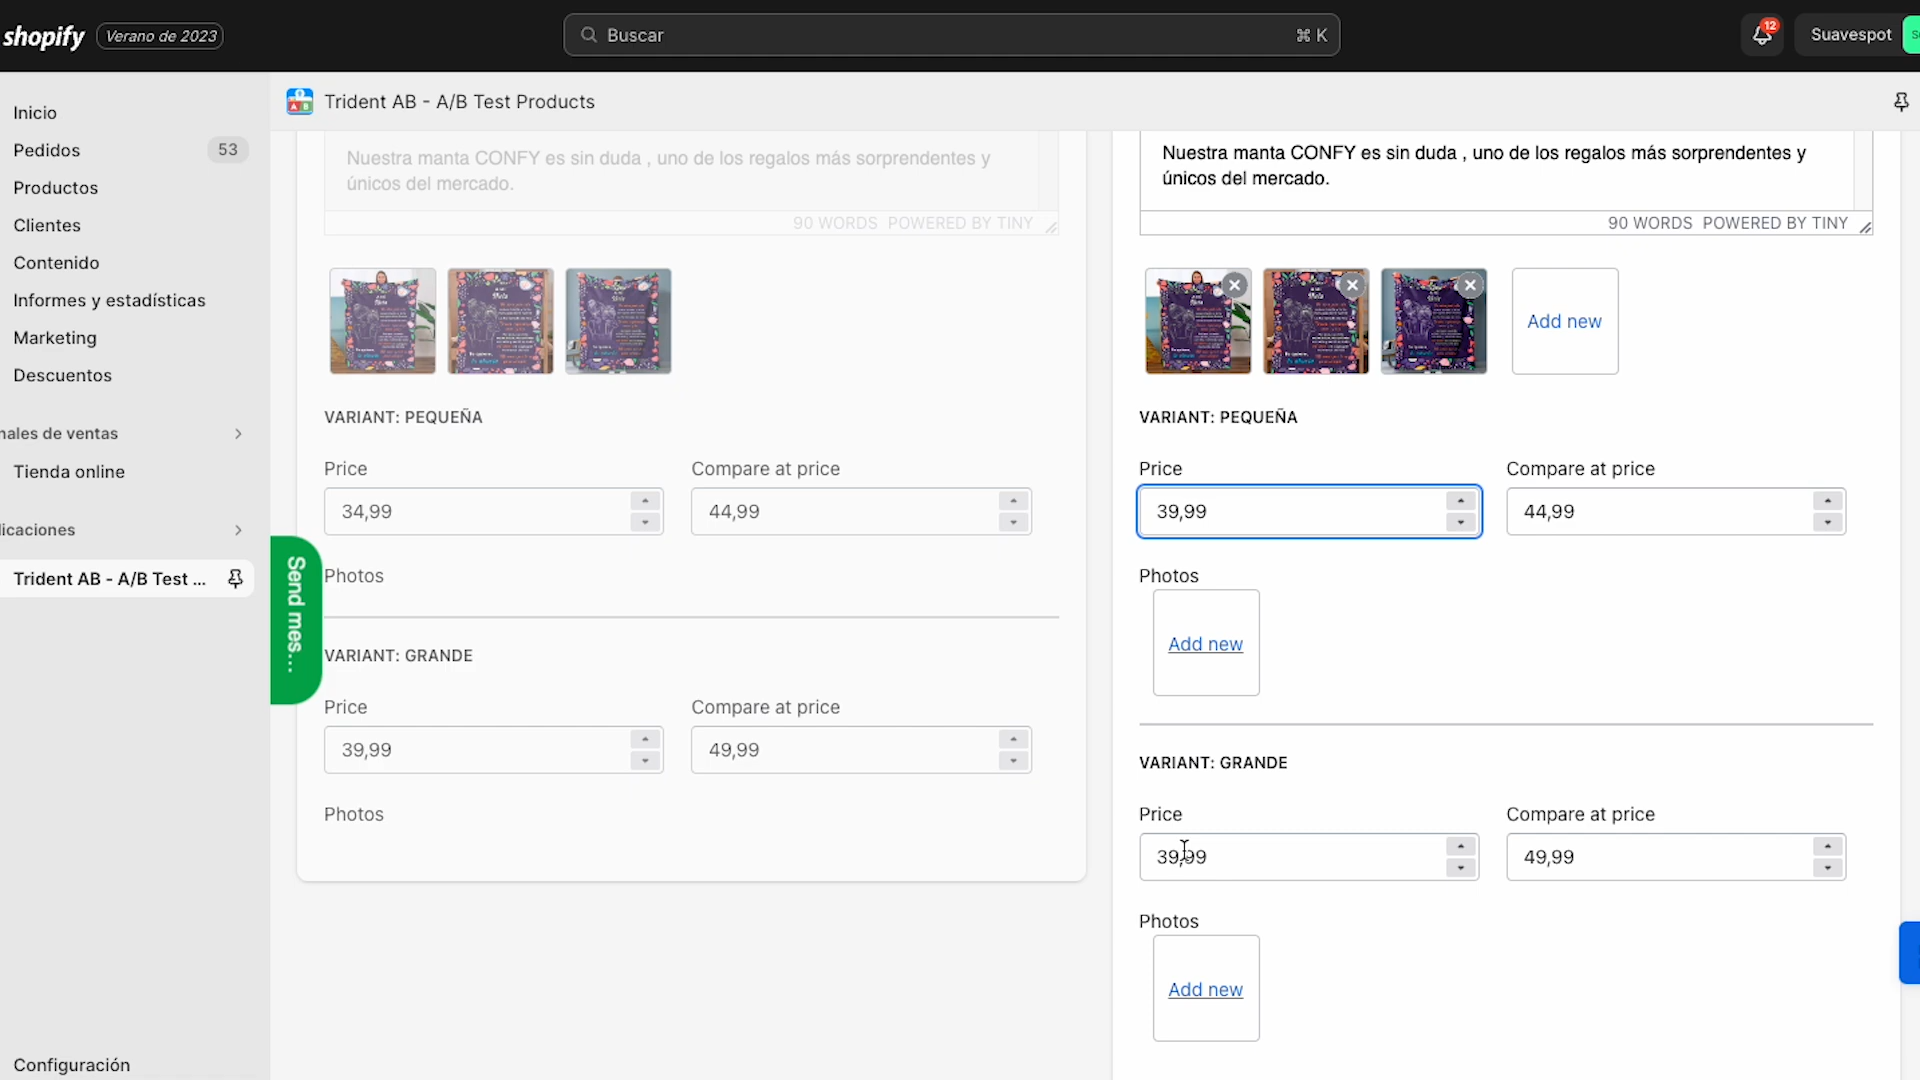 shopify
Verano de 2023
Buscar
⌘ K
12
Suavespot
Inicio
Pedidos
53
Productos
Clientes
Contenido
Informes y estadísticas
Marketing
Descuentos
nales de ventas
Tienda online
licaciones
Trident AB - A/B Test ...
Configuración
Send mes...
Trident AB - A/B Test Products
Nuestra manta CONFY es sin duda , uno de los regalos más sorprendentes y
únicos del mercado.
90 WORDS POWERED BY TINY
VARIANT: PEQUEÑA
Price
Compare at price
34,99
44,99
Photos
VARIANT: GRANDE
Price
Compare at price
39,99
49,99
Photos
Nuestra manta CONFY es sin duda , uno de los regalos más sorprendentes y
únicos del mercado.
90 WORDS POWERED BY TINY
Add new
VARIANT: PEQUEÑA
Price
Compare at price
39,99
44,99
Photos
Add new
VARIANT: GRANDE
Price
Compare at price
39,99
49,99
Photos
Add new